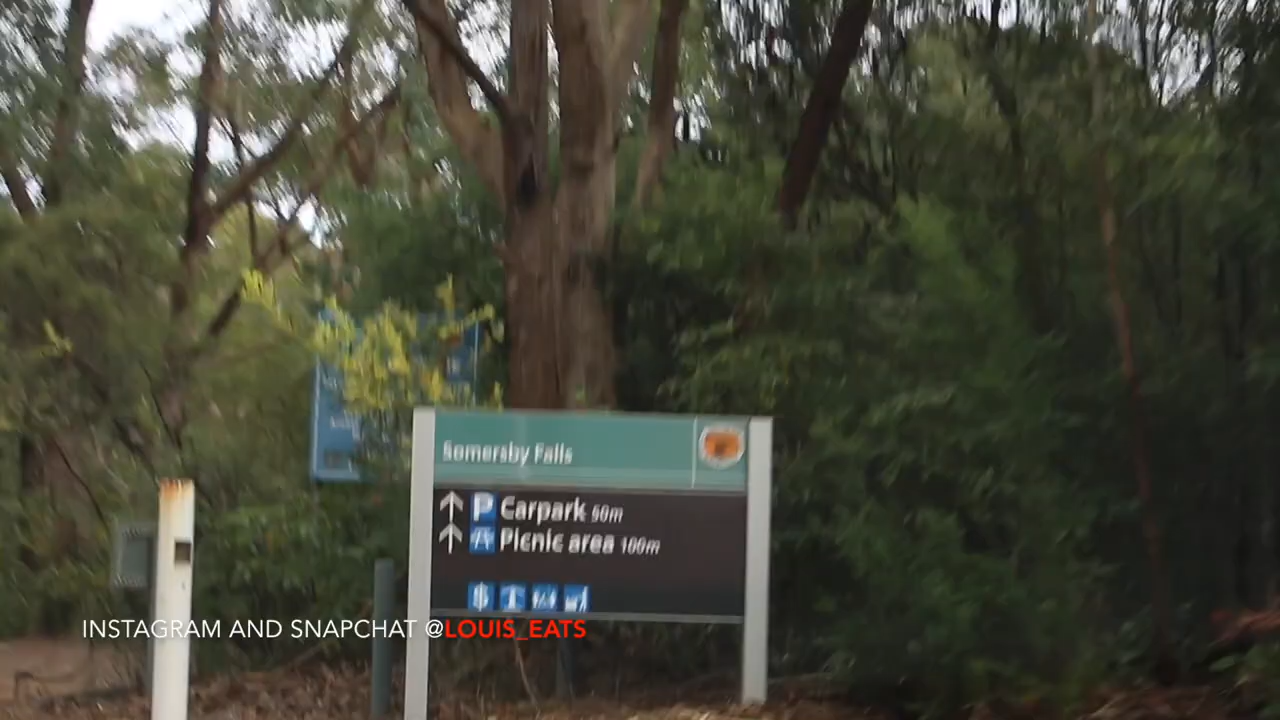 Somersby Falls
P Carpark 50m
Picnic area 100m
INSTAGRAM AND SNAPCHAT @LOUIS_EATS